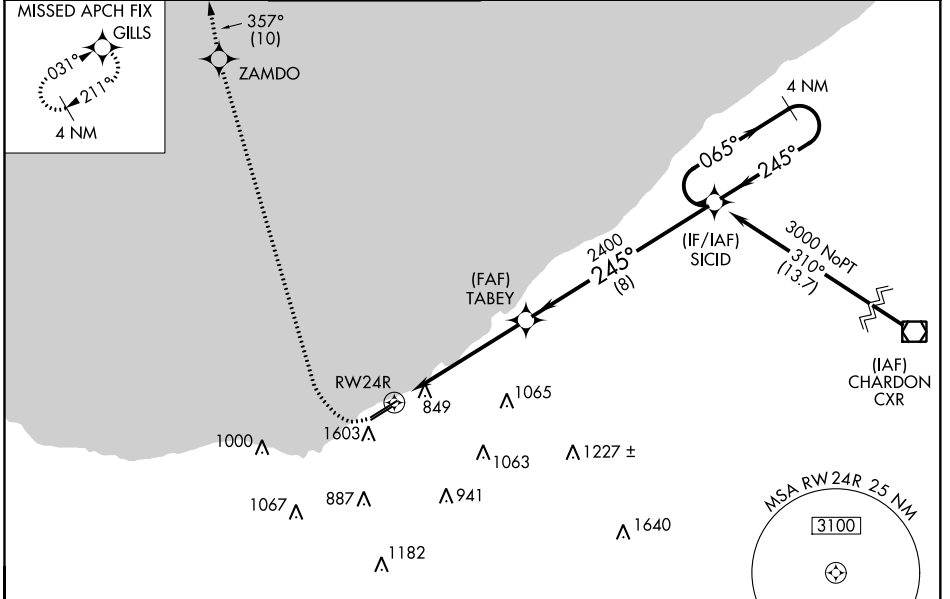 MISSED APCH FIX
GILLS
031°
211°
4 NM
357°
(10)
ZAMDO
4 NM
065°
245°
(IF/IAF)
SICID
3000 NoPT
310°
(13.7)
2400
245°
(8)
(FAF)
TABEY
(IAF)
CHARDON
CXR
RW24R
849
1065
1603
1000
1063
1227 ±
1067
887
941
1640
1182
MSA RW24R 25 NM
3100